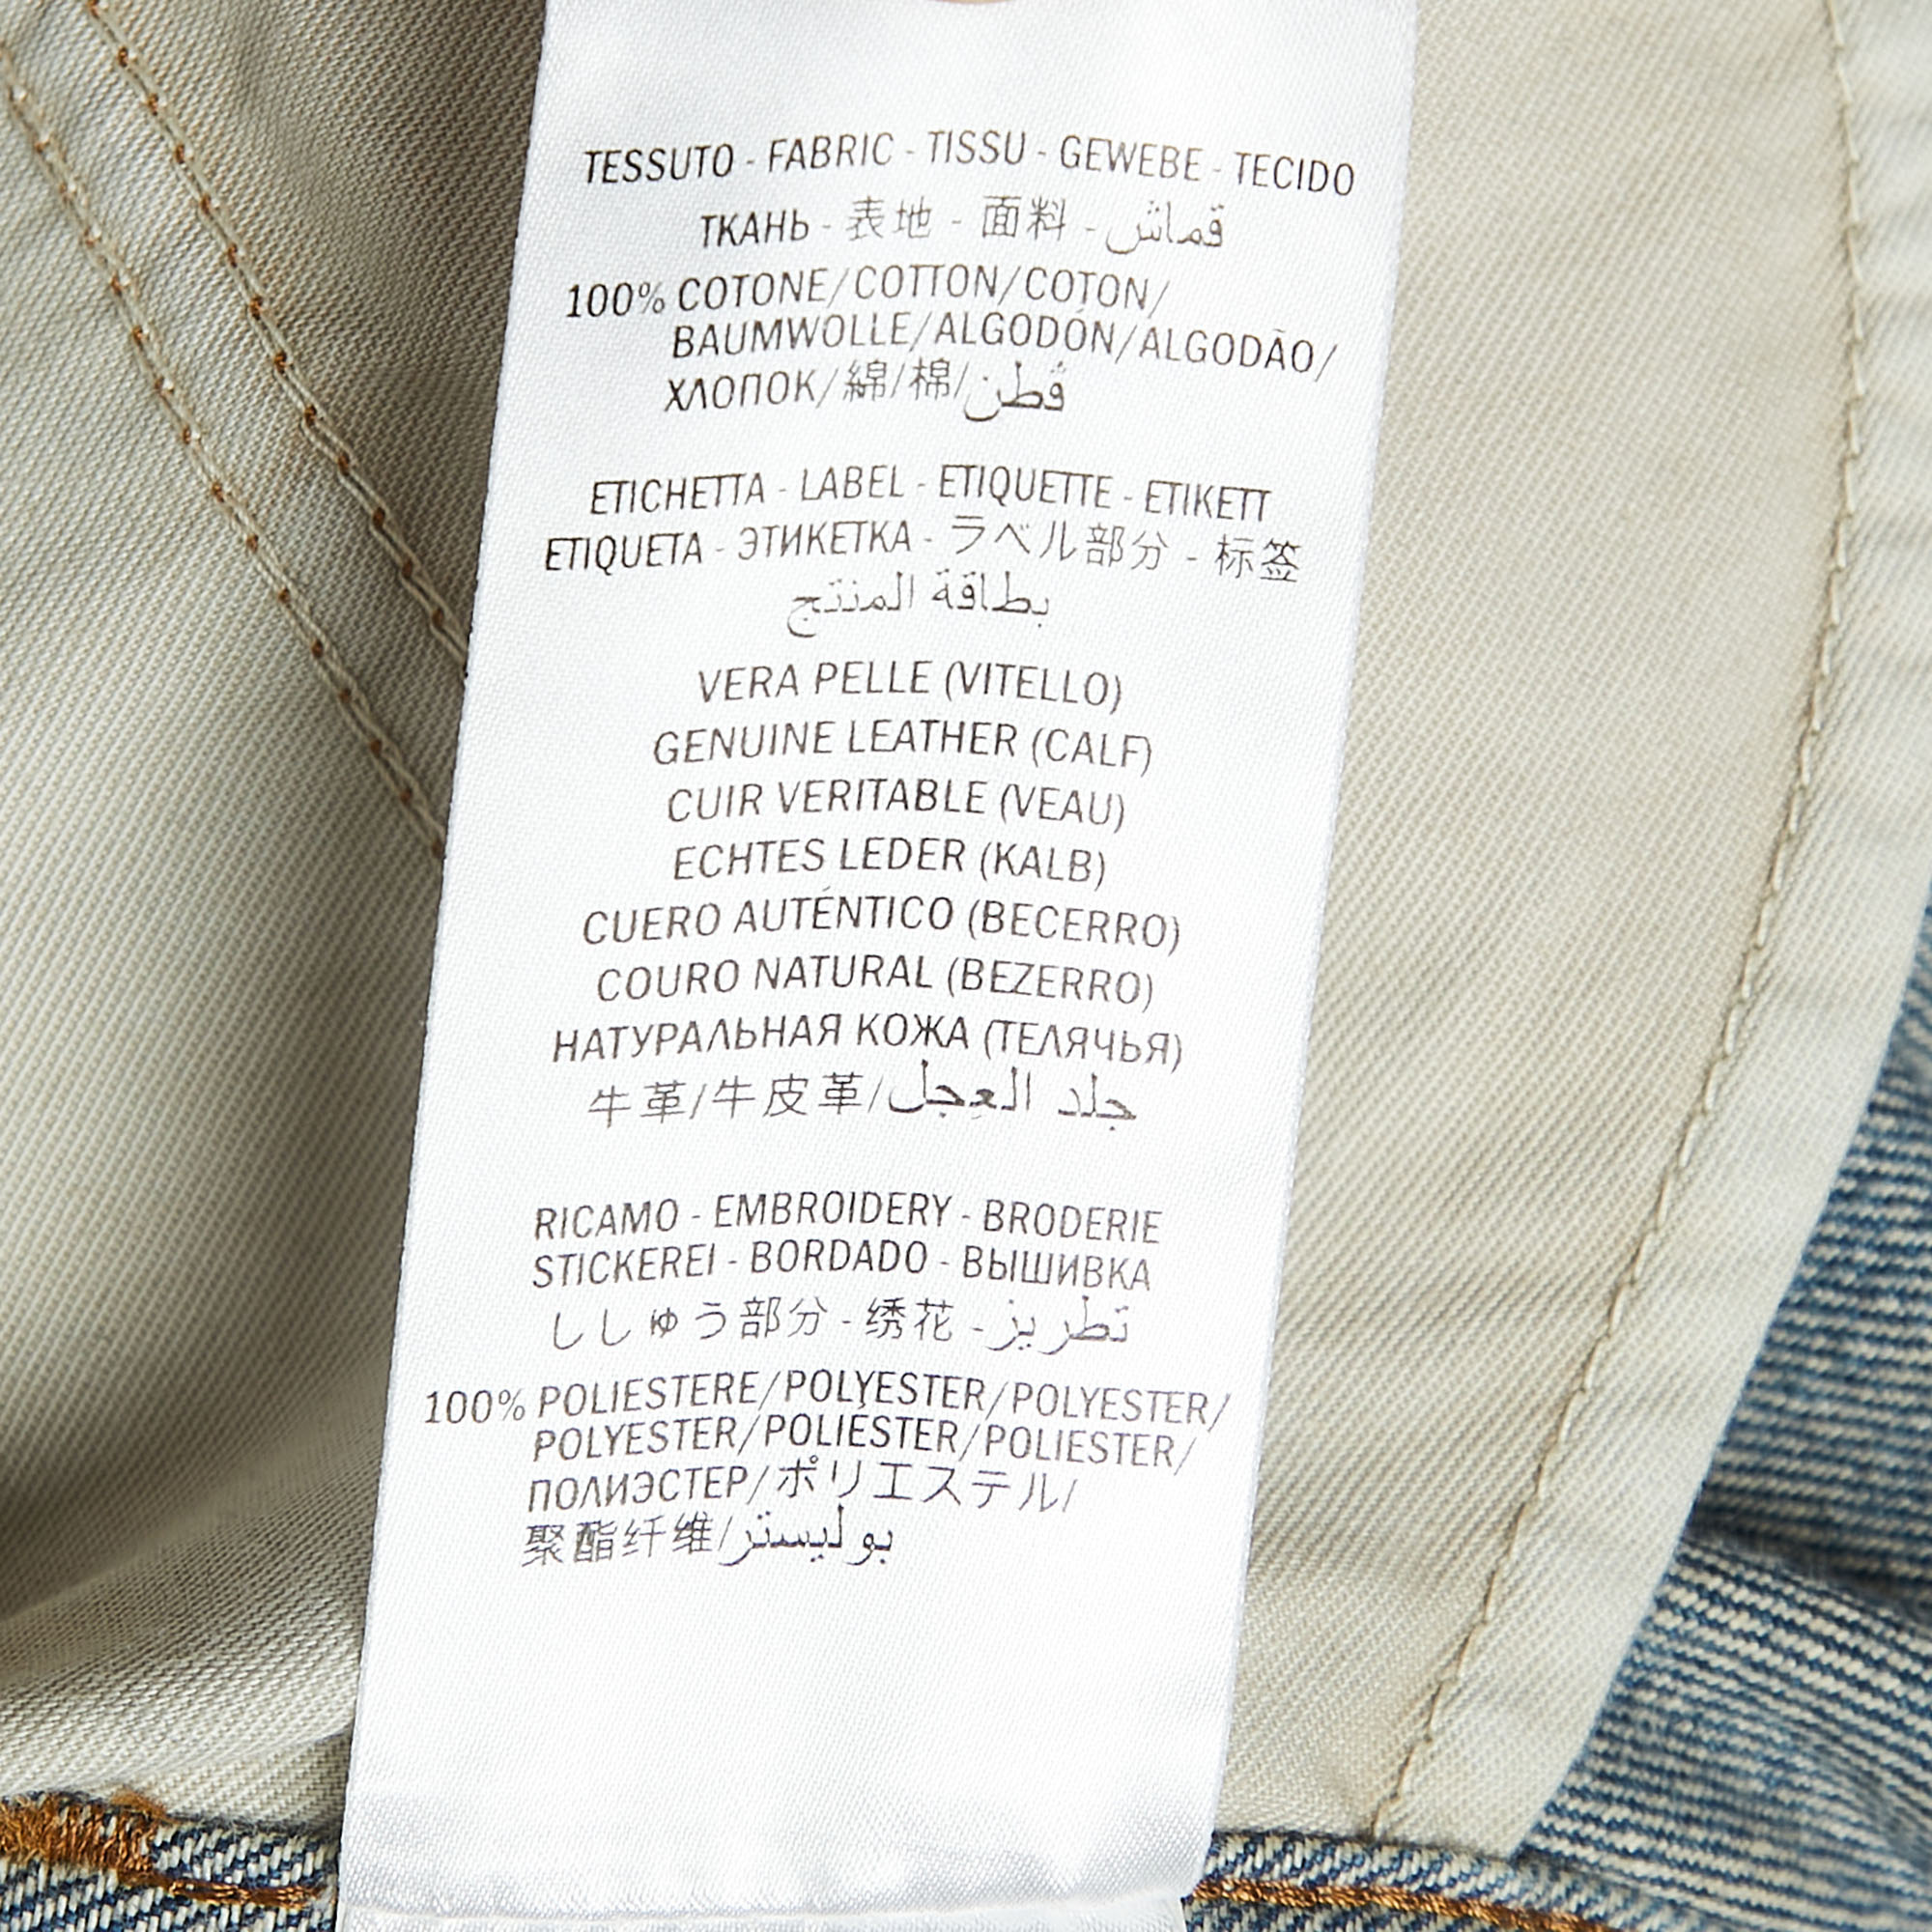 TESSUTO - FABRIC - TISSU - GEWEBE - TECIDO
ТКАНЬ - 表地 - 面料 - قماش
100% COTONE/COTTON/COTON/
BAUMWOLLE/ALGODÓN/ALGODÃO/
ХЛОПОК/綿/棉/قطن
ETICHETTA - LABEL - ETIQUETTE - ETIKETT
ETIQUETA - ЭТИКЕТКА - ラベル部分 - 标签
بطاقة المنتج
VERA PELLE (VITELLO)
GENUINE LEATHER (CALF)
CUIR VERITABLE (VEAU)
ECHTES LEDER (KALB)
CUERO AUTÉNTICO (BECERRO)
COURO NATURAL (BEZERRO)
НАТУРАЛЬНАЯ КОЖА (ТЕЛЯЧЬЯ)
牛革/牛皮革/جلد العِجل
RICAMO - EMBROIDERY - BRODERIE
STICKEREI - BORDADO - ВЫШИВКА
ししゅう部分 - 绣花 - تطريز
100% POLIESTERE/POLYESTER/POLYESTER/
POLYESTER/POLIÉSTER/POLIESTER/
ПОЛИЭСТЕР/ポリエステル/
聚酯纤维/بوليستر